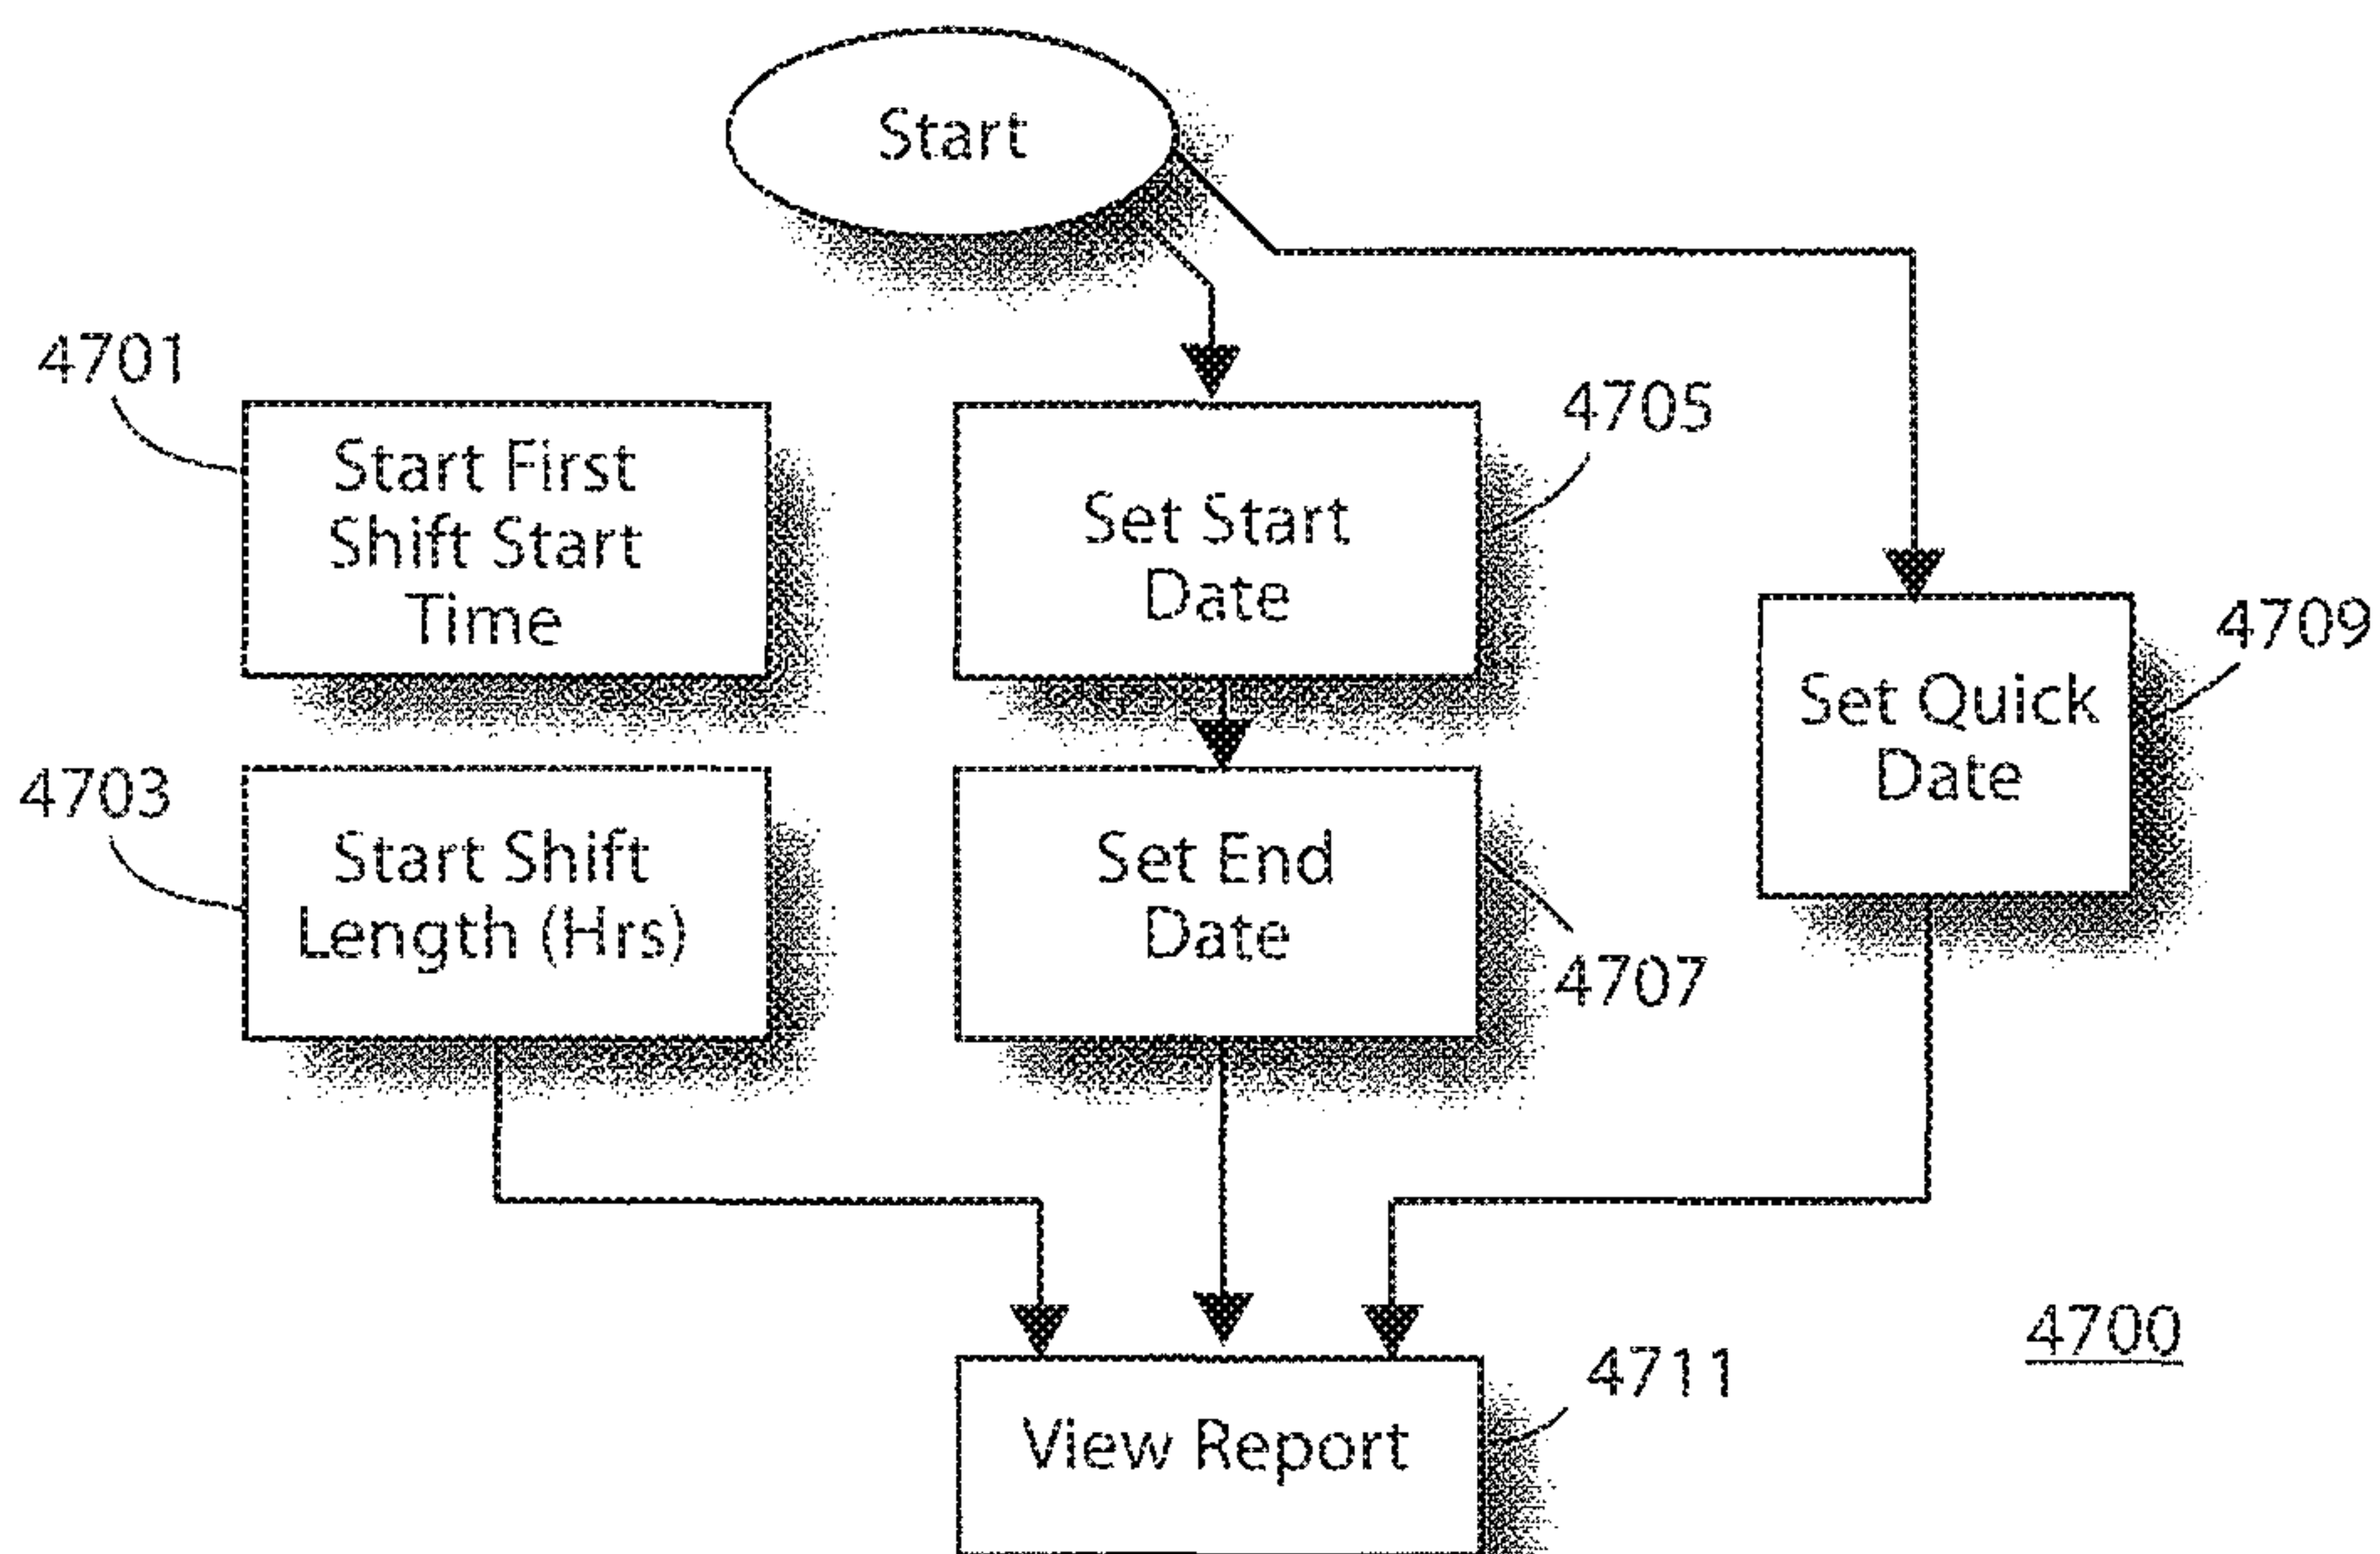 Start
4701
Start First
Shift Start
Time
4705
Set Start
Date
4709
Set Quick
Date
4703
Start Shift
Length (Hrs)
Set End
Date
4707
4700
4711
View Report